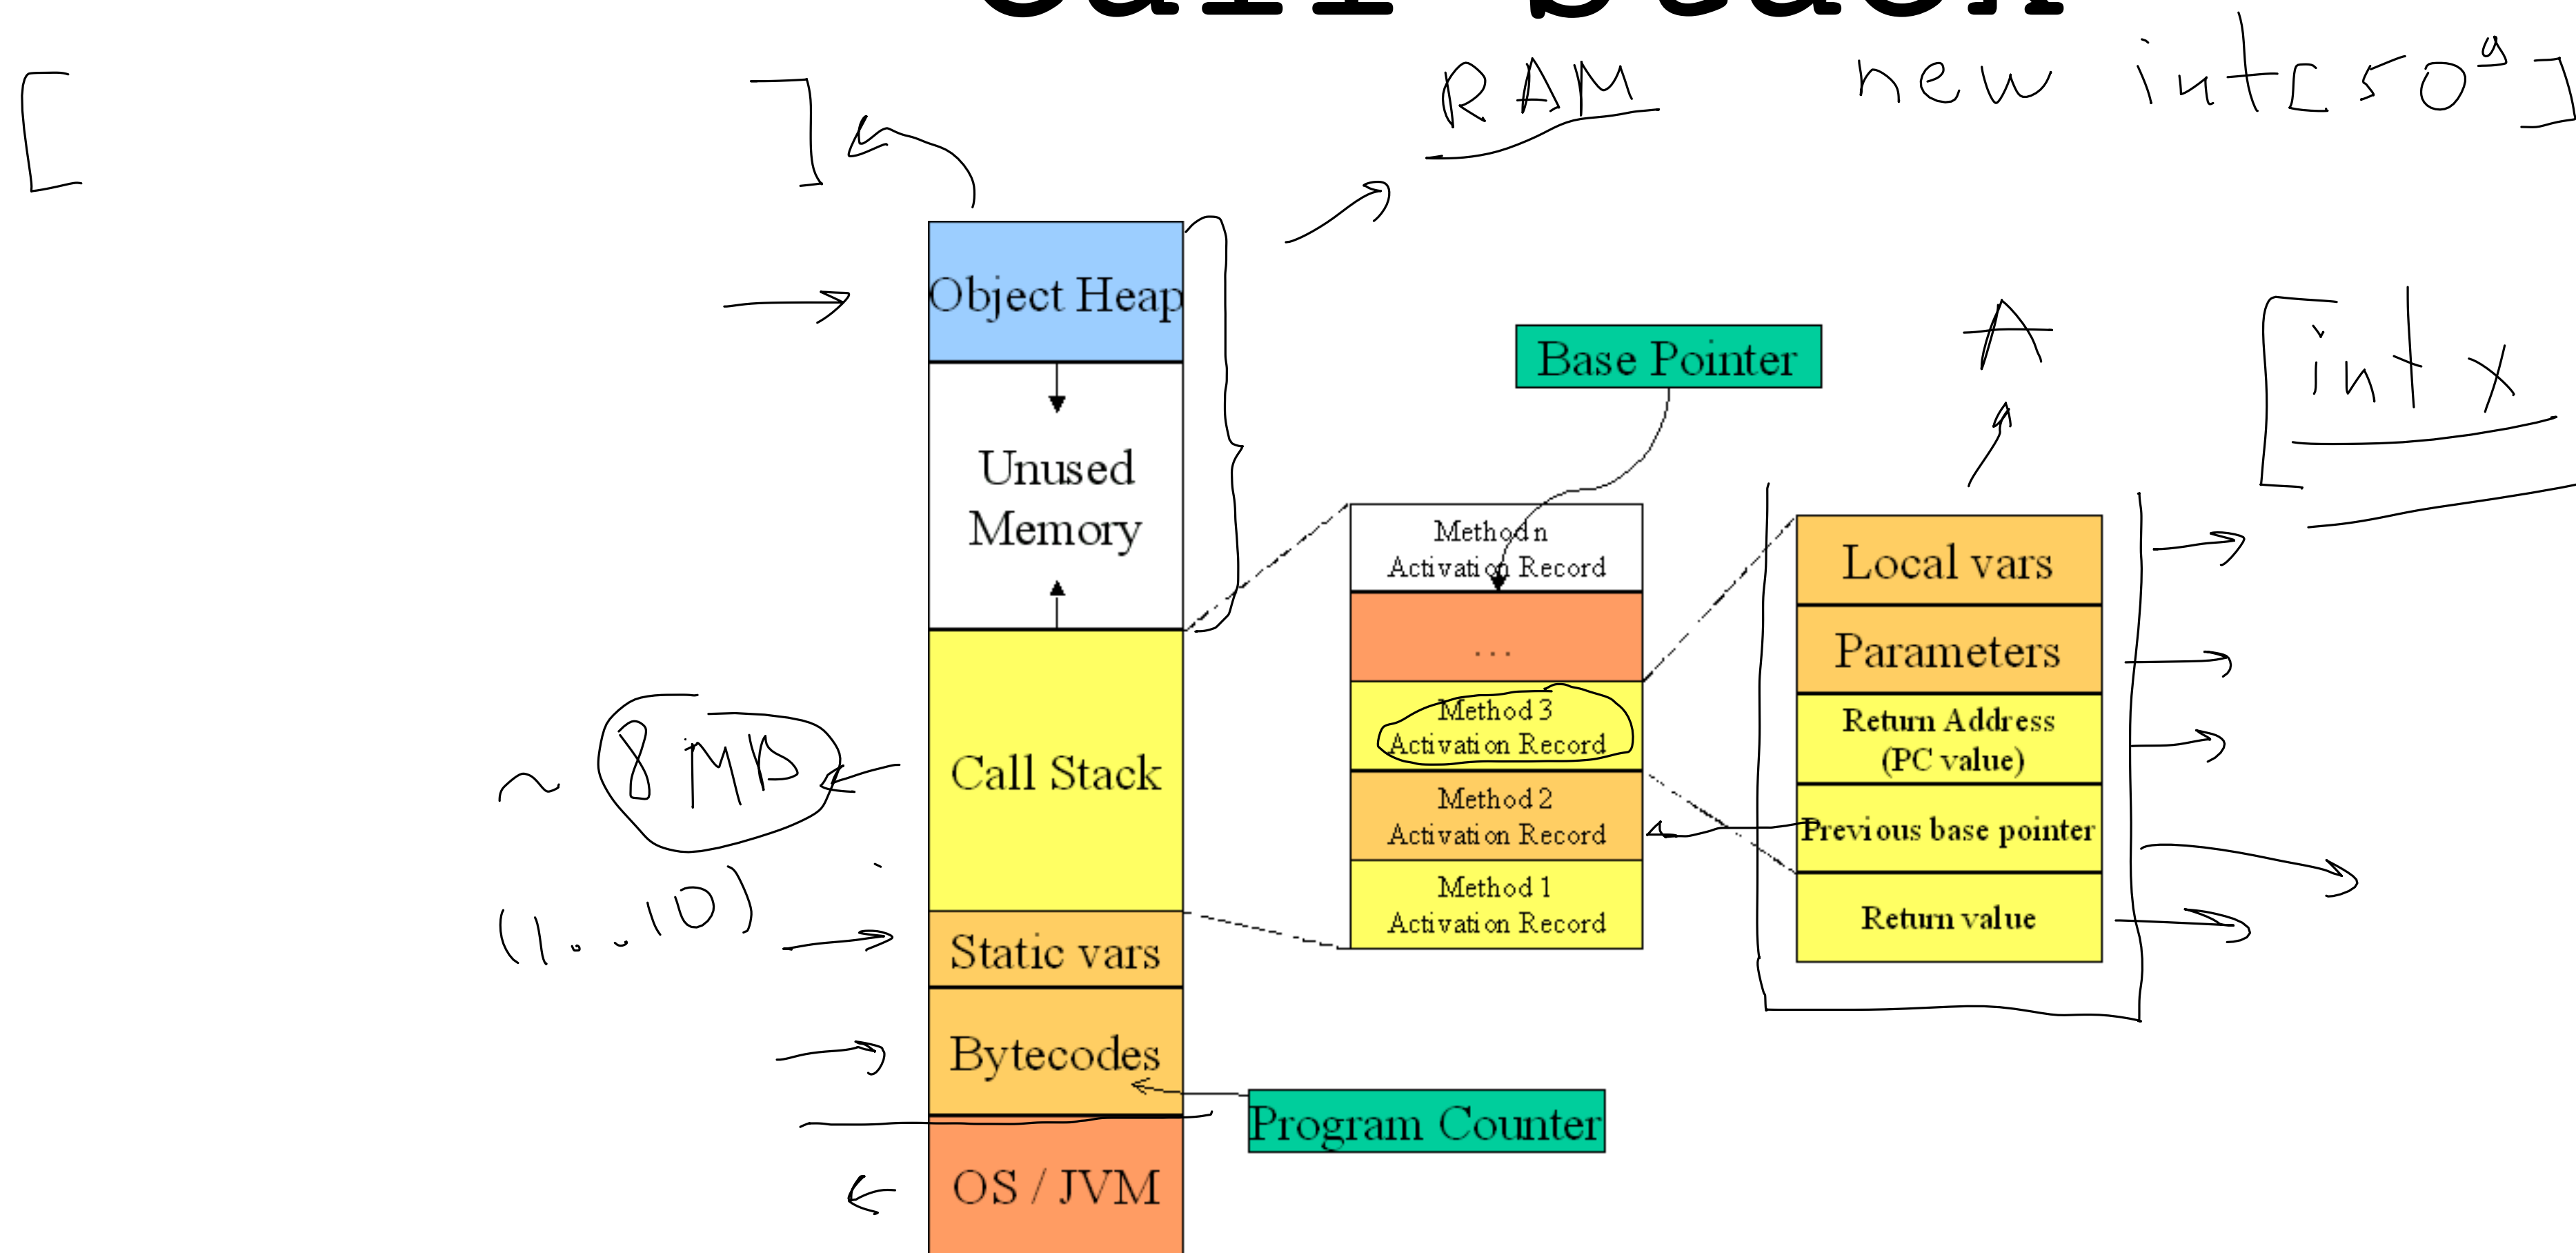 Call Stack
RAM
new int[50⁹]
[ ]
Object Heap
Unused
Memory
Call Stack
Static vars
Bytecodes
OS / JVM
~ 8 MB
(1...10)
Base Pointer
Method n
Activation Record
...
Method 3
Activation Record
Method 2
Activation Record
Method 1
Activation Record
Program Counter
A
Local vars
Parameters
Return Address
(PC value)
Previous base pointer
Return value
[int x